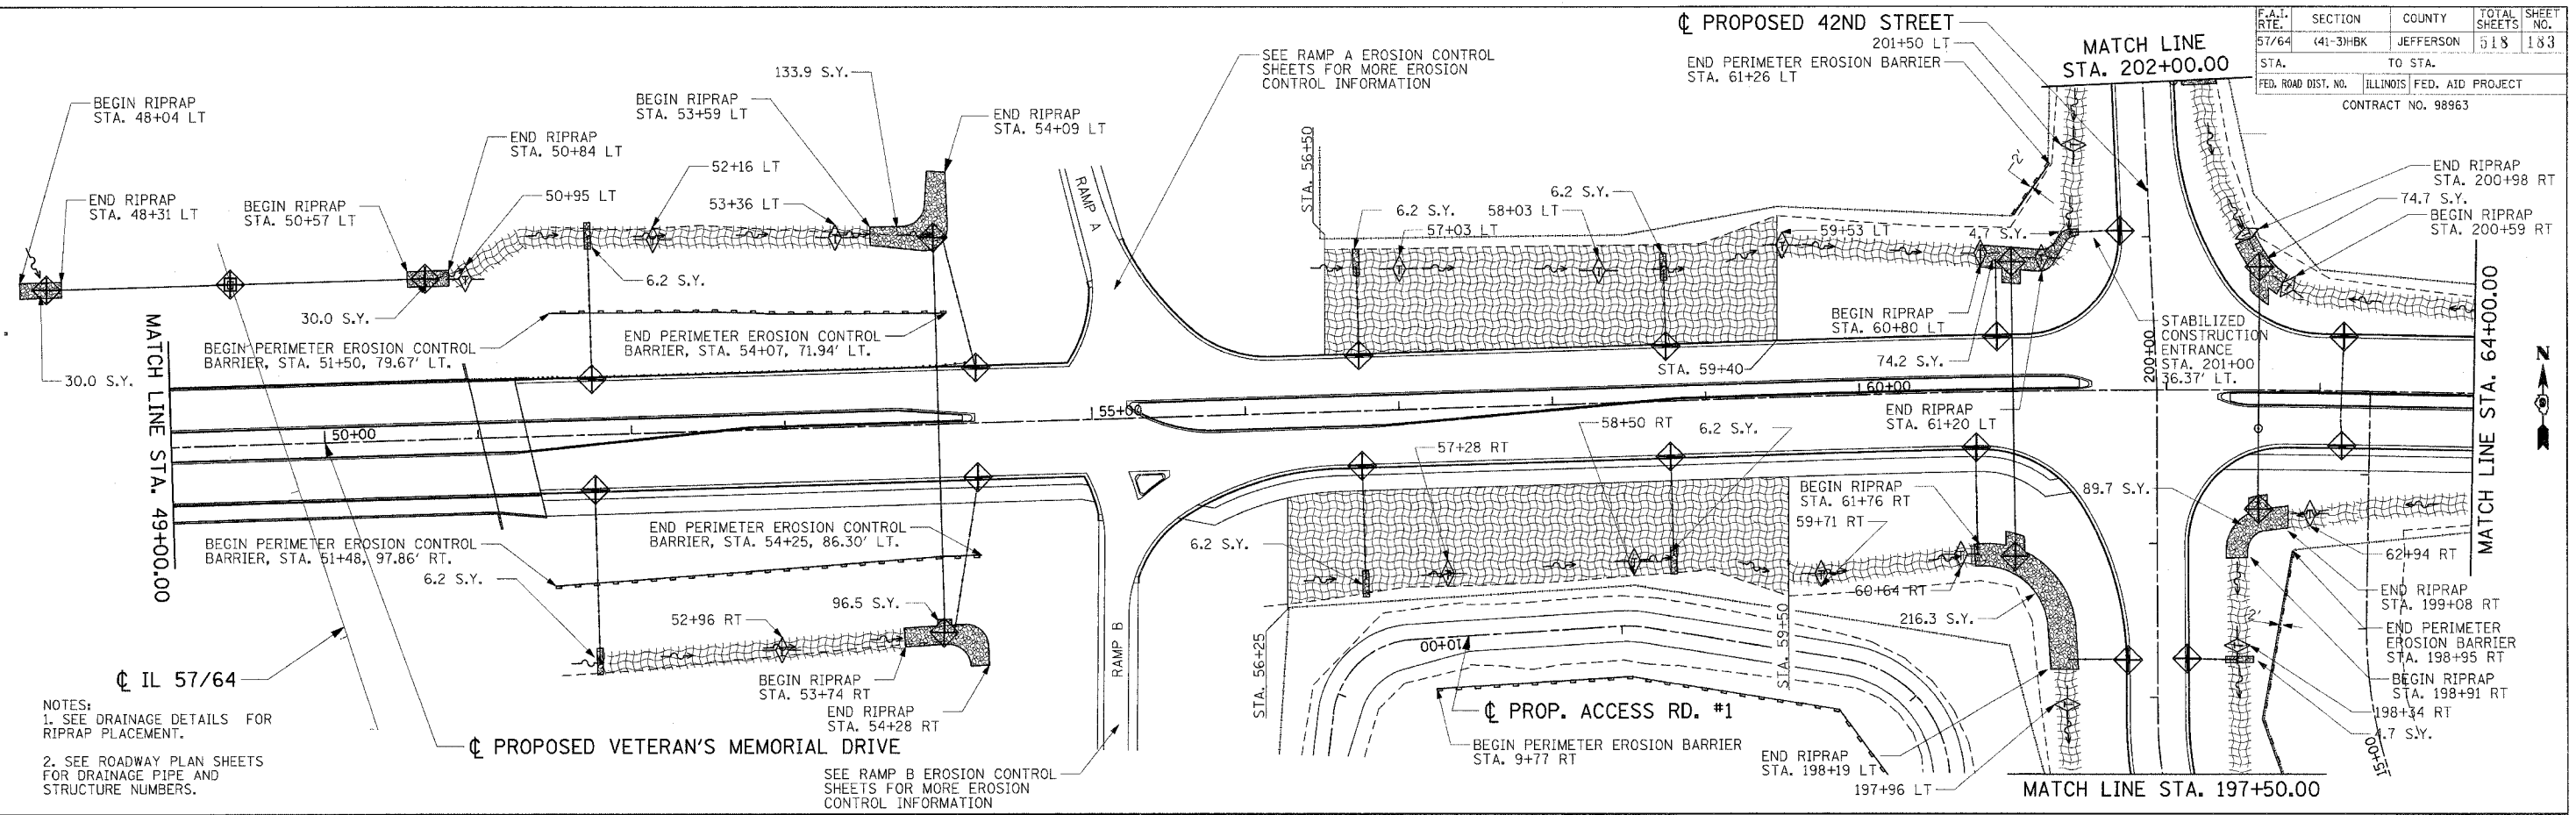 F.A.I. RTE. SECTION COUNTY TOTAL SHEETS SHEET NO.
57/64 (41-3)HBK JEFFERSON 518 183
STA. TO STA.
FED. ROAD DIST. NO. ILLINOIS FED. AID PROJECT
CONTRACT NO. 98963
℄ PROPOSED 42ND STREET
201+50 LT
END PERIMETER EROSION BARRIER
STA. 61+26 LT
MATCH LINE
STA. 202+00.00
SEE RAMP A EROSION CONTROL
SHEETS FOR MORE EROSION
CONTROL INFORMATION
133.9 S.Y.
BEGIN RIPRAP
STA. 48+04 LT
BEGIN RIPRAP
STA. 53+59 LT
END RIPRAP
STA. 54+09 LT
END RIPRAP
STA. 50+84 LT
52+16 LT
50+95 LT
53+36 LT
END RIPRAP
STA. 48+31 LT
BEGIN RIPRAP
STA. 50+57 LT
RAMP A
STA. 56+50
6.2 S.Y.
6.2 S.Y.
58+03 LT
57+03 LT
59+53 LT
4.7 S.Y.
2'
END RIPRAP
STA. 200+98 RT
74.7 S.Y.
BEGIN RIPRAP
STA. 200+59 RT
6.2 S.Y.
30.0 S.Y.
30.0 S.Y.
BEGIN PERIMETER EROSION CONTROL
BARRIER, STA. 51+50, 79.67' LT.
END PERIMETER EROSION CONTROL
BARRIER, STA. 54+07, 71.94' LT.
BEGIN RIPRAP
STA. 60+80 LT
74.2 S.Y.
STA. 59+40
STABILIZED
CONSTRUCTION
ENTRANCE
STA. 201+00
36.37' LT.
200+00
MATCH LINE STA. 64+00.00
N
MATCH LINE STA. 49+00.00
50+00
55+00
60+00
END RIPRAP
STA. 61+20 LT
58+50 RT
6.2 S.Y.
57+28 RT
BEGIN RIPRAP
STA. 61+76 RT
59+71 RT
89.7 S.Y.
6.2 S.Y.
END PERIMETER EROSION CONTROL
BARRIER, STA. 54+25, 86.30' LT.
BEGIN PERIMETER EROSION CONTROL
BARRIER, STA. 51+48, 97.86' RT.
6.2 S.Y.
96.5 S.Y.
52+96 RT
60+64 RT
216.3 S.Y.
62+94 RT
END RIPRAP
STA. 199+08 RT
2'
END PERIMETER
EROSION BARRIER
STA. 198+95 RT
BEGIN RIPRAP
STA. 198+91 RT
198+34 RT
4.7 S.Y.
15+00
RAMP B
STA. 56+25
STA. 59+50
10+00
℄ IL 57/64
BEGIN RIPRAP
STA. 53+74 RT
END RIPRAP
STA. 54+28 RT
℄ PROP. ACCESS RD. #1
NOTES:
1. SEE DRAINAGE DETAILS FOR
RIPRAP PLACEMENT.
2. SEE ROADWAY PLAN SHEETS
FOR DRAINAGE PIPE AND
STRUCTURE NUMBERS.
℄ PROPOSED VETERAN'S MEMORIAL DRIVE
SEE RAMP B EROSION CONTROL
SHEETS FOR MORE EROSION
CONTROL INFORMATION
BEGIN PERIMETER EROSION BARRIER
STA. 9+77 RT
END RIPRAP
STA. 198+19 LT
197+96 LT
MATCH LINE STA. 197+50.00